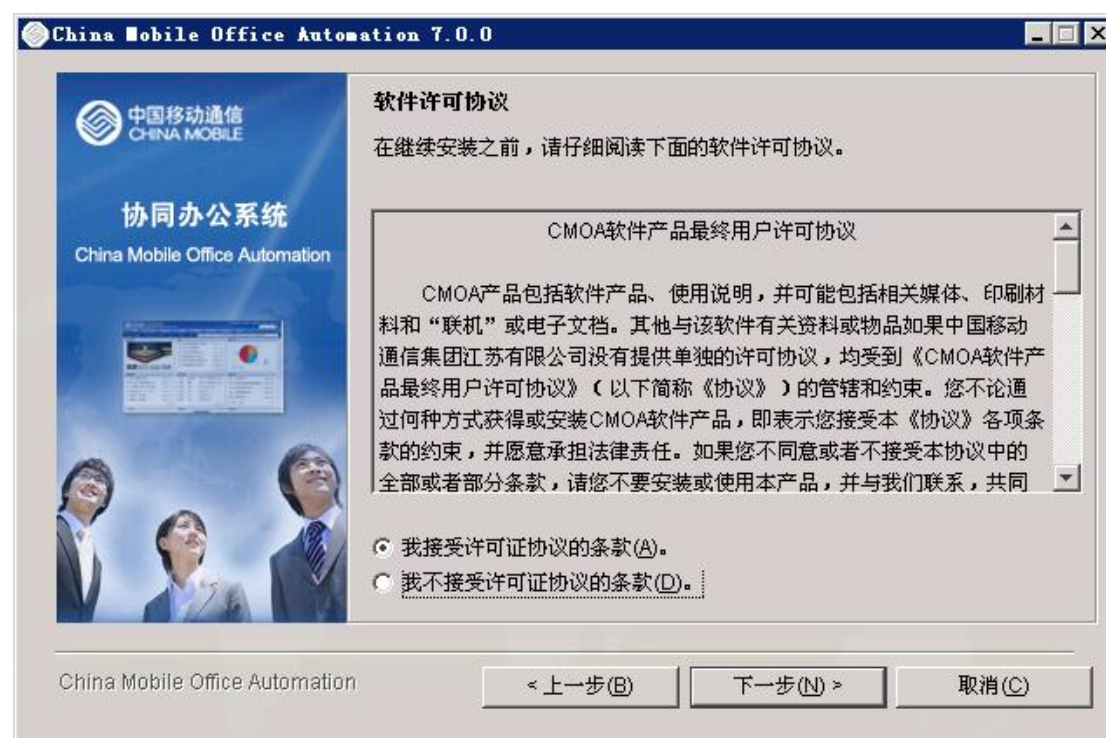 China Mobile Office Automation 7.0.0
中国移动通信
CHINA MOBILE
协同办公系统
China Mobile Office Automation
软件许可协议
在继续安装之前，请仔细阅读下面的软件许可协议。
CMOA软件产品最终用户许可协议
CMOA产品包括软件产品、使用说明，并可能包括相关媒体、印刷材
料和“联机”或电子文档。其他与该软件有关资料或物品如果中国移动
通信集团江苏有限公司没有提供单独的许可协议，均受到《CMOA软件产
品最终用户许可协议》（以下简称《协议》）的管辖和约束。您不论通
过何种方式获得或安装CMOA软件产品，即表示您接受本《协议》各项条
款的约束，并愿意承担法律责任。如果您不同意或者不接受本协议中的
全部或者部分条款，请您不要安装或使用本产品，并与我们联系，共同
我接受许可证协议的条款(A)。
我不接受许可证协议的条款(D)。
China Mobile Office Automation
<上一步(B)
下一步(N)>
取消(C)